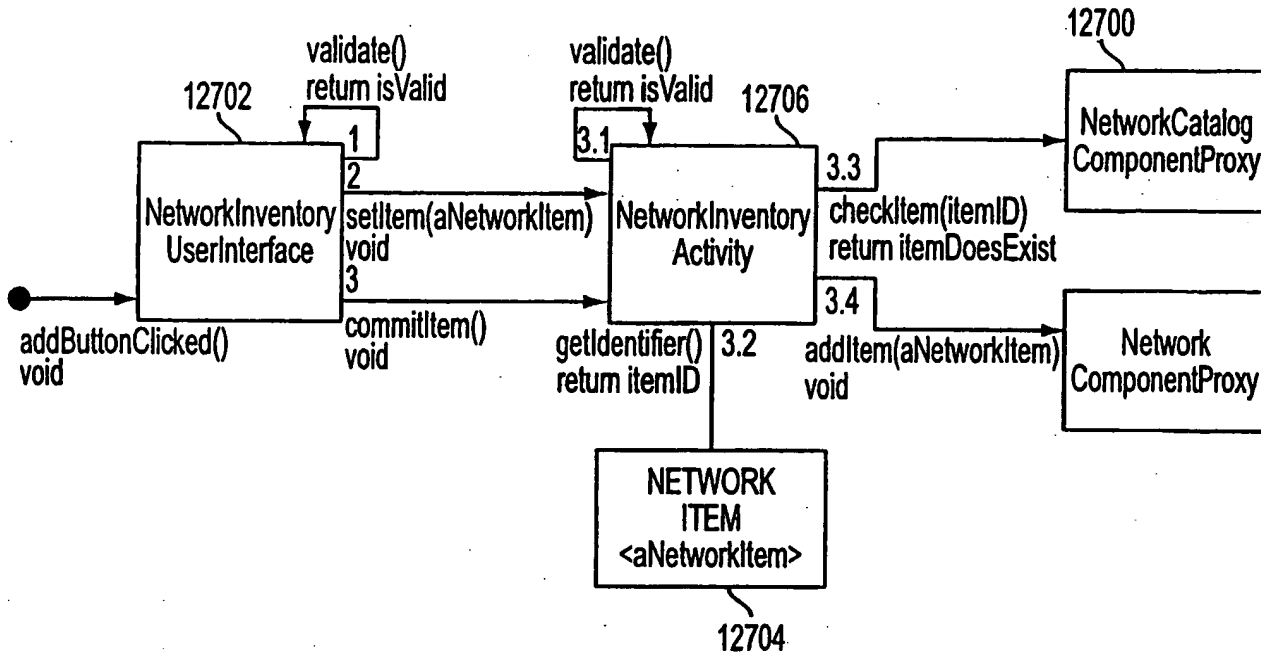 12700
validate()
return isValid
12702
1
2
NetworkInventory
UserInterface
setItem(aNetworkItem)
void
3
commitItem()
void
addButtonClicked()
void
validate()
return isValid
12706
3.1
NetworkInventory
Activity
3.3
checkItem(itemID)
return itemDoesExist
3.4
addItem(aNetworkItem)
void
getIdentifier()
return itemID
3.2
NetworkCatalog
ComponentProxy
Network
ComponentProxy
NETWORK
ITEM
<aNetworkItem>
12704